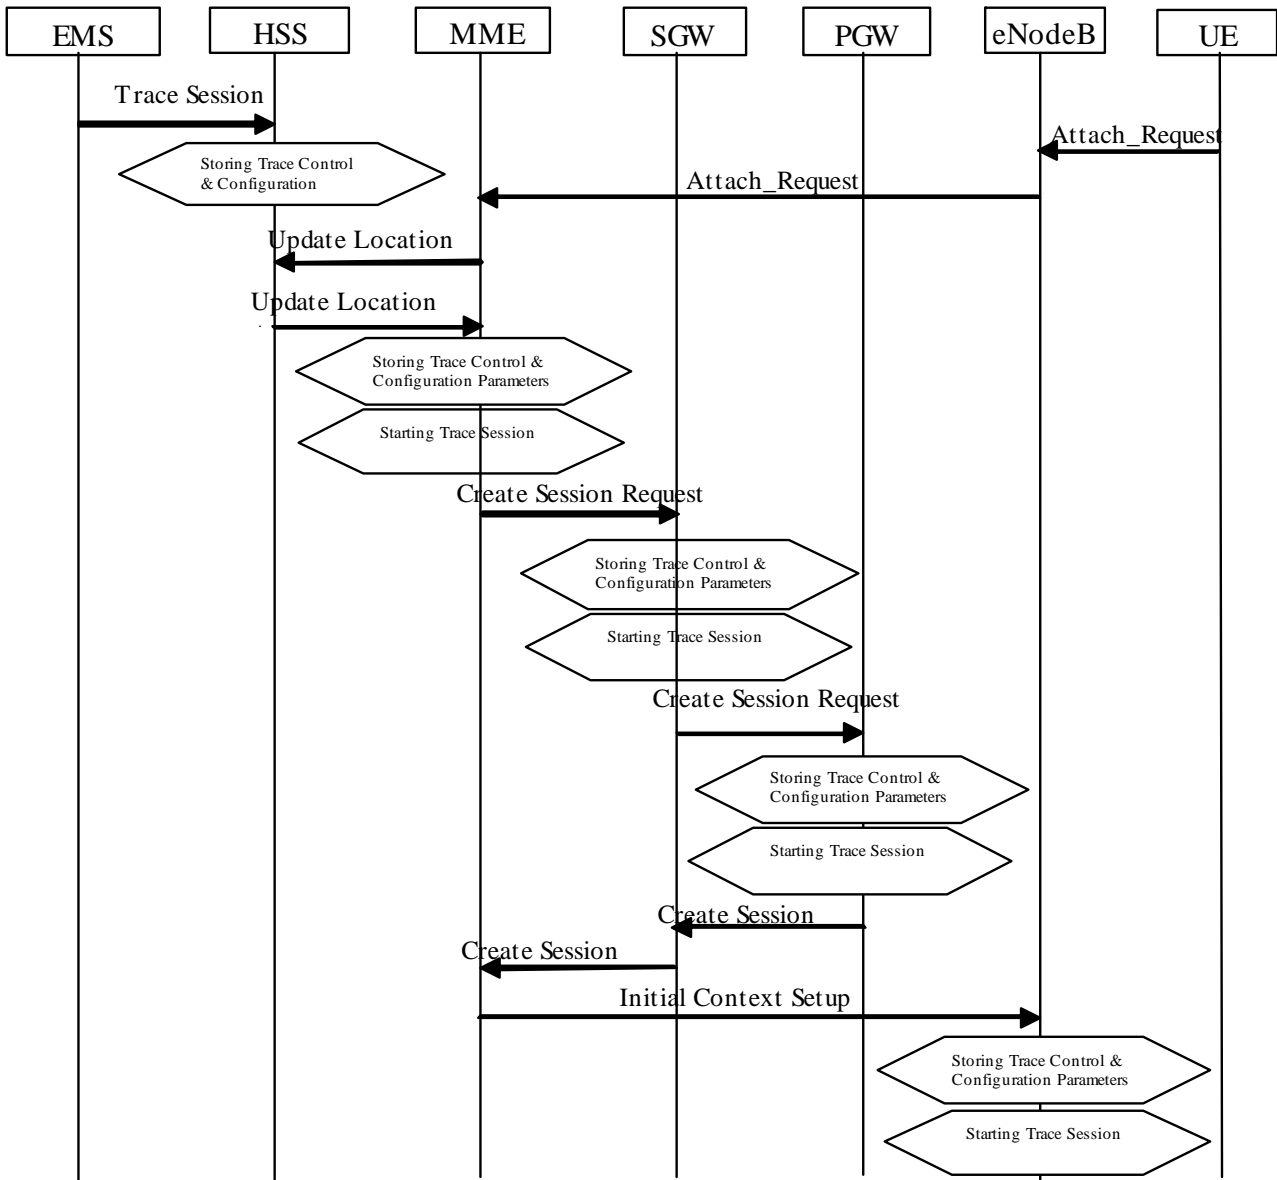 EMS HSS MME SGW PGW eNodeB UE
Trace Session
Attach_Request
Storing Trace Control
& Configuration
Attach_Request
Update Location
Update Location
Storing Trace Control &
Configuration Parameters
Starting Trace Session
Create Session Request
Storing Trace Control &
Configuration Parameters
Starting Trace Session
Create Session Request
Storing Trace Control &
Configuration Parameters
Starting Trace Session
Create Session
Create Session
Initial Context Setup
Storing Trace Control &
Configuration Parameters
Starting Trace Session